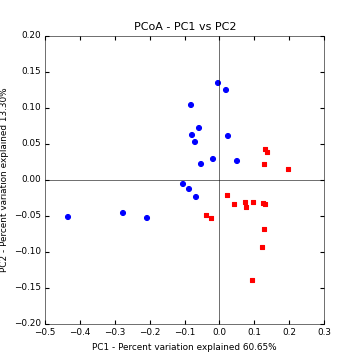 PCoA - PC1 vs PC2
0.20
0.15
0.10
0.05
0.00
−0.05
−0.10
−0.15
−0.20
PC2 - Percent variation explained 13.30%
−0.5 −0.4 −0.3 −0.2 −0.1 0.0 0.1 0.2 0.3
PC1 - Percent variation explained 60.65%